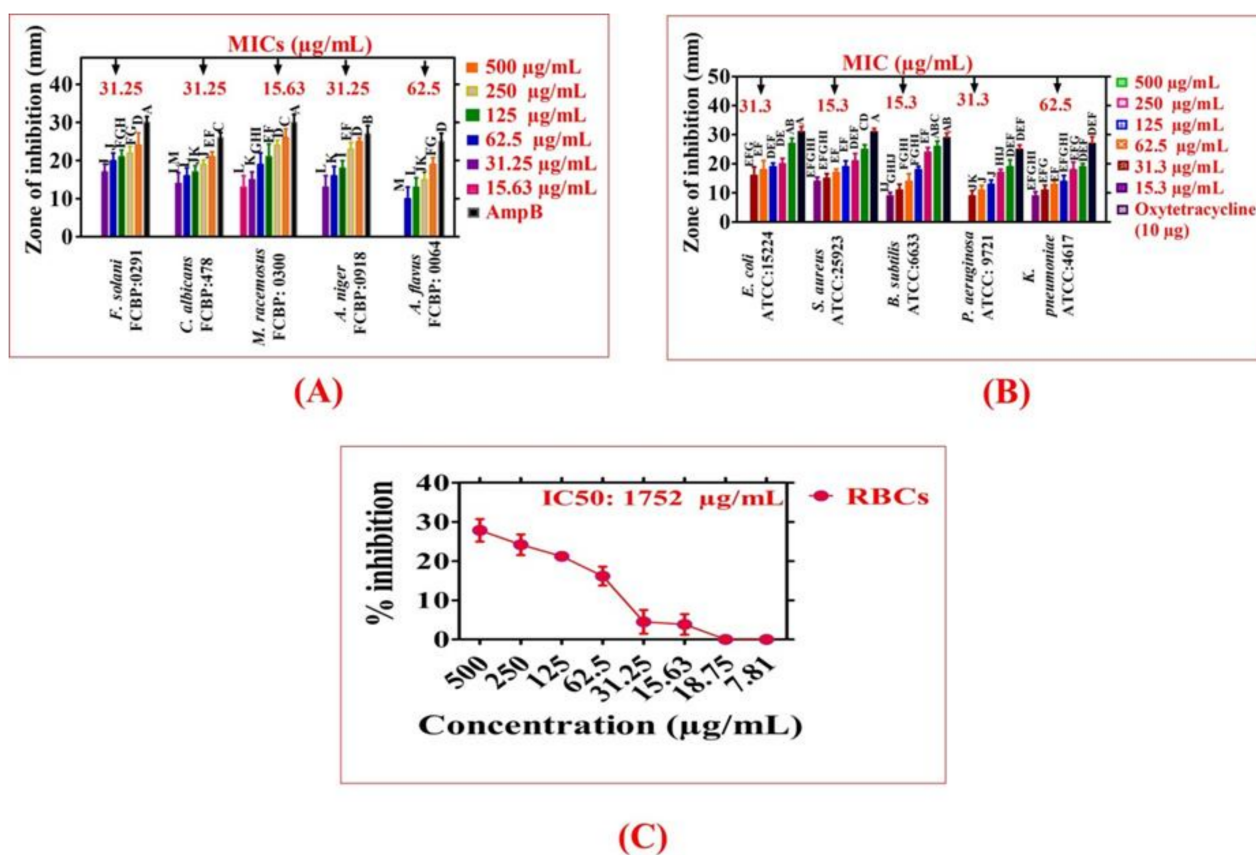 MICs (µg/mL)
Zone of inhibition (mm)
40
30
20
10
0
31.25
31.25
15.63
31.25
62.5
500 µg/mL
250 µg/mL
125 µg/mL
62.5 µg/mL
31.25 µg/mL
15.63 µg/mL
AmpB
F. solani
FCBP:0291
C. albicans
FCBP:478
M. racemosus
FCBP: 0300
A. niger
FCBP:0918
A. flavus
FCBP: 0064
(A)
MIC (µg/mL)
Zone of inhibition (mm)
50
40
30
20
10
0
31.3
15.3
15.3
31.3
62.5
500 µg/mL
250 µg/mL
125 µg/mL
62.5 µg/mL
31.3 µg/mL
15.3 µg/mL
Oxytetracycline
(10 µg)
E. coli
ATCC:15224
S. aureus
ATCC:25923
B. subtilis
ATCC:6633
P. aeruginosa
ATCC: 9721
K.
pneumoniae
ATCC:4617
(B)
IC50: 1752 µg/mL
RBCs
% inhibition
40
30
20
10
0
500
250
125
62.5
31.25
15.63
18.75
7.81
Concentration (µg/mL)
(C)